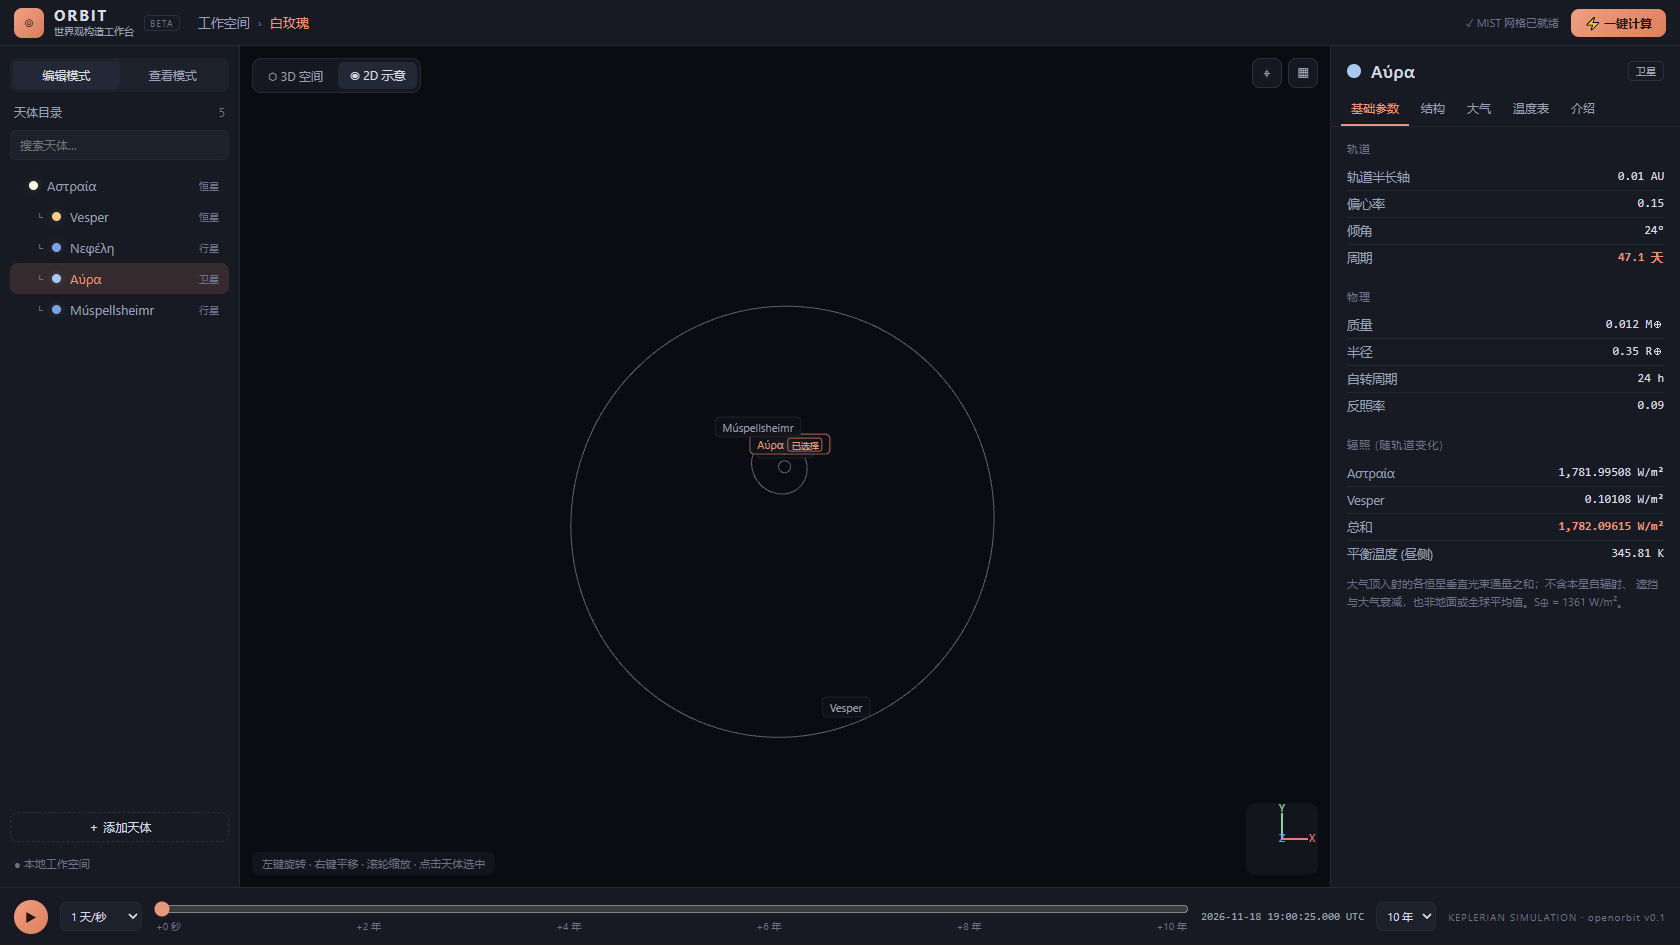 ORBIT
世界观构造工作台
BETA
工作空间 › 白玫瑰
✓ MIST 网格已就绪
⚡一键计算
编辑模式
查看模式
天体目录
5
搜索天体...
Αστραία 恒星
└ Vesper 恒星
└ Νεφέλη 行星
└ Αύρα 卫星
└ Múspellsheimr 行星
+ 添加天体
● 本地工作空间
3D 空间
2D 示意
Múspellsheimr
Αύρα 已选择
Vesper
Y
Z
X
左键旋转 · 右键平移 · 滚轮缩放 · 点击天体选中
Αύρα
卫星
基础参数 结构 大气 温度表 介绍
轨道
轨道半长轴 0.01 AU
偏心率 0.15
倾角 24°
周期 47.1 天
物理
质量 0.012 M⊕
半径 0.35 R⊕
自转周期 24 h
反照率 0.09
辐照 (随轨道变化)
Αστραία 1,781.99508 W/m²
Vesper 0.10108 W/m²
总和 1,782.09615 W/m²
平衡温度 (昼侧) 345.81 K
大气顶入射的各恒星垂直光束通量之和；不含本星自辐射、 遮挡
与大气衰减，也非地面或全球平均值。S⊕ = 1361 W/m²。
1 天/秒
+0 秒
+2 年
+4 年
+6 年
+8 年
+10 年
2026-11-18 19:00:25.000 UTC
10 年
KEPLERIAN SIMULATION · openorbit v0.1